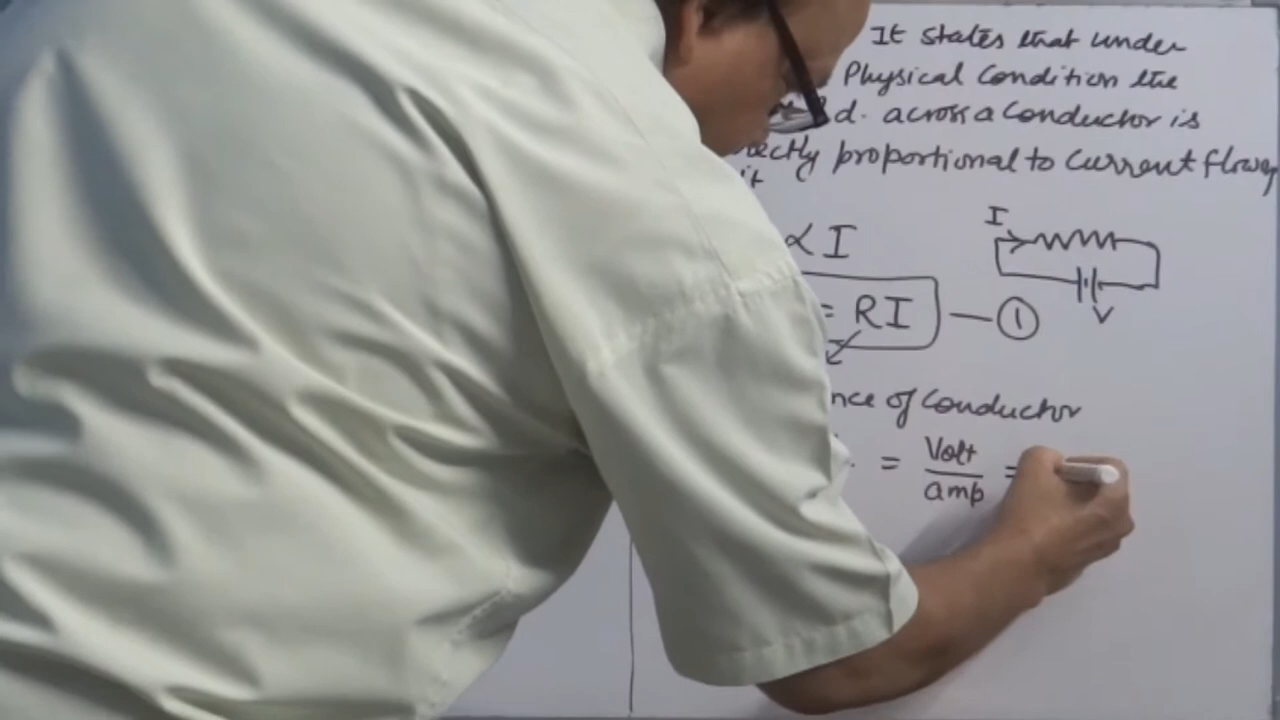 It states that under
Physical Condition the
d. across a Conductor is
ectly proportional to Current flowing
it
∝ I
I
= RI — ①
V
nce of Conductor
= Volt/amp =